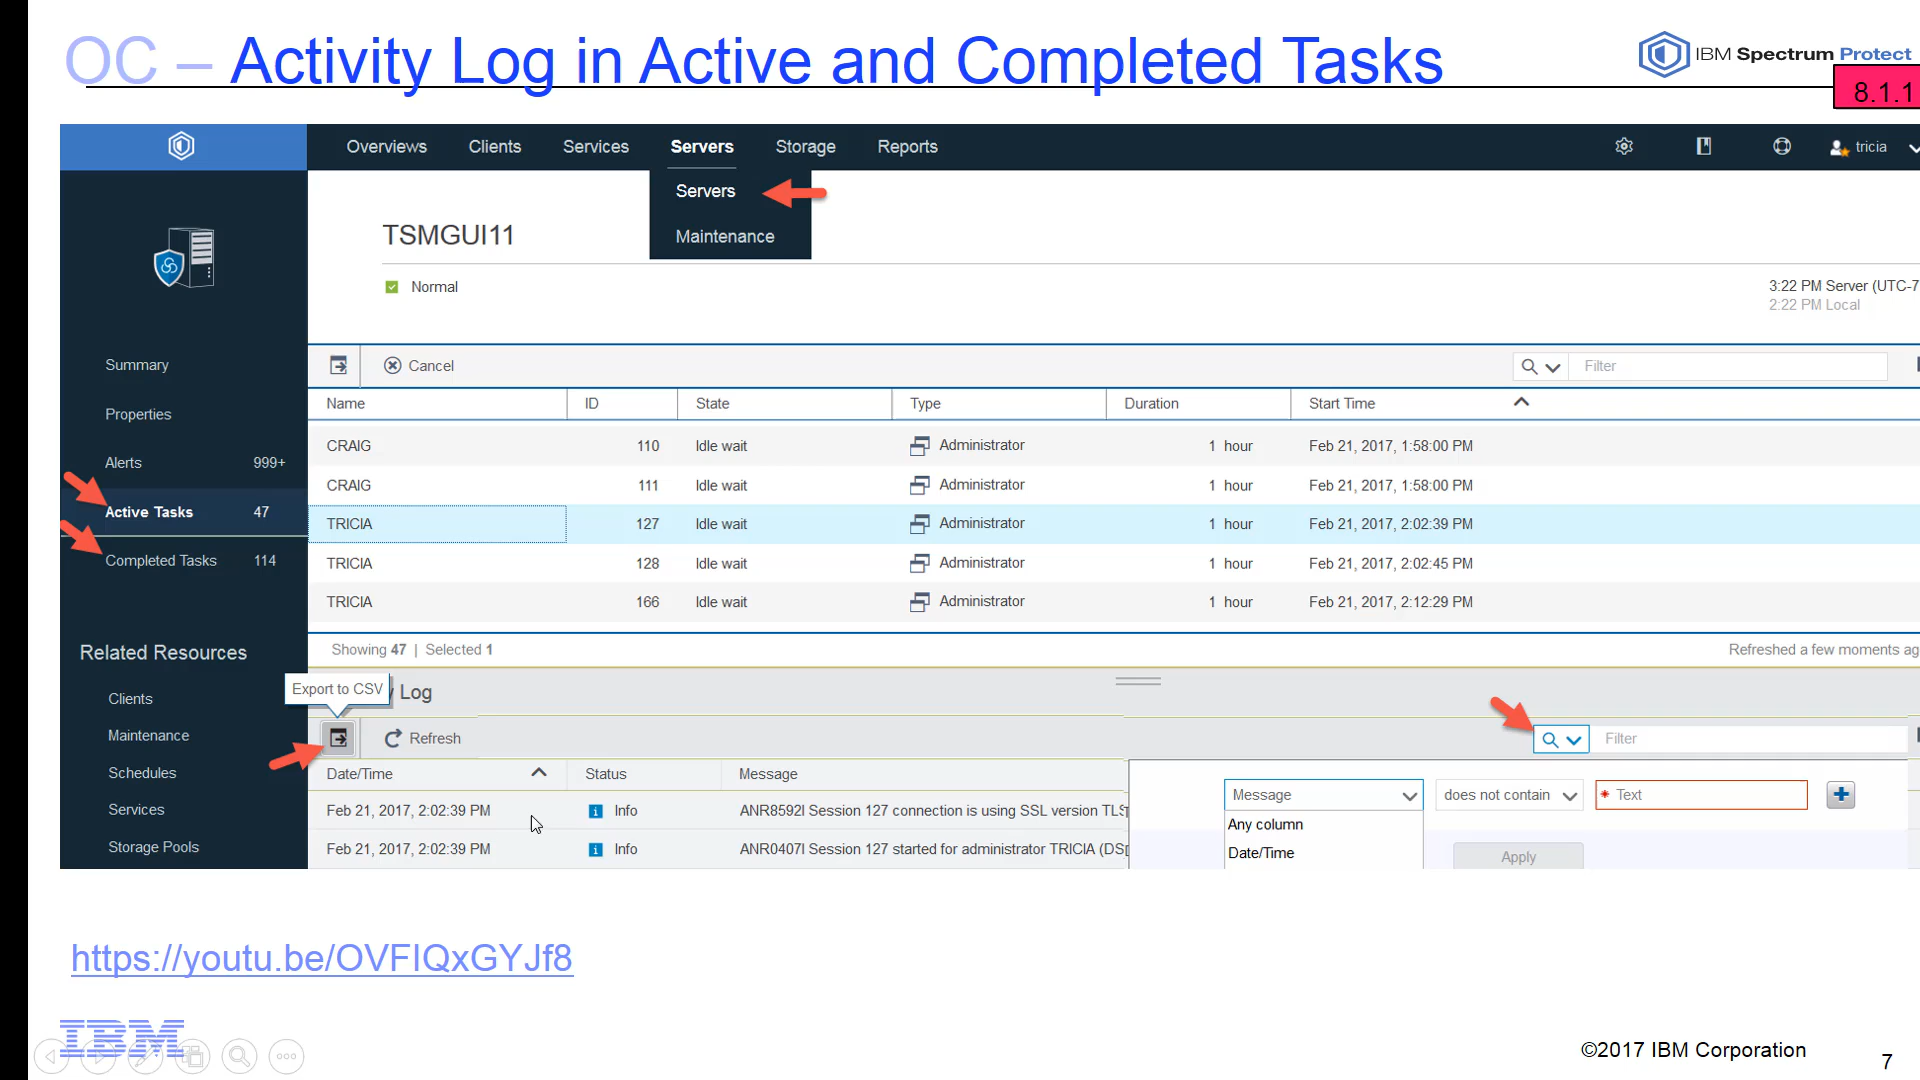 OC – Activity Log in Active and Completed Tasks
IBM Spectrum Protect
8.1.1
Overviews Clients Services Servers Storage Reports tricia
Servers
Maintenance
TSMGUI11
Normal
3:22 PM Server (UTC-7
2:22 PM Local
Summary
Properties
Alerts 999+
Active Tasks 47
Completed Tasks 114
Related Resources
Clients
Maintenance
Schedules
Services
Storage Pools
Cancel Filter
Name ID State Type Duration Start Time
CRAIG 110 Idle wait Administrator 1 hour Feb 21, 2017, 1:58:00 PM
CRAIG 111 Idle wait Administrator 1 hour Feb 21, 2017, 1:58:00 PM
TRICIA 127 Idle wait Administrator 1 hour Feb 21, 2017, 2:02:39 PM
TRICIA 128 Idle wait Administrator 1 hour Feb 21, 2017, 2:02:45 PM
TRICIA 166 Idle wait Administrator 1 hour Feb 21, 2017, 2:12:29 PM
Showing 47 | Selected 1 Refreshed a few moments ag
Export to CSV
Log
Refresh Filter
Date/Time Status Message
Feb 21, 2017, 2:02:39 PM Info ANR8592I Session 127 connection is using SSL version TLS
Feb 21, 2017, 2:02:39 PM Info ANR0407I Session 127 started for administrator TRICIA (DS
Message does not contain * Text
Any column
Date/Time
Apply
https://youtu.be/OVFlQxGYJf8
IBM
©2017 IBM Corporation
7